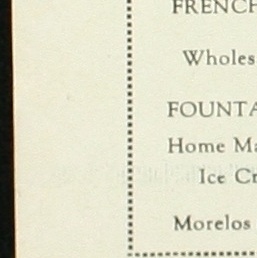 FRENCH
Wholes
FOUNTA
Home Ma
Ice Cr
Morelos